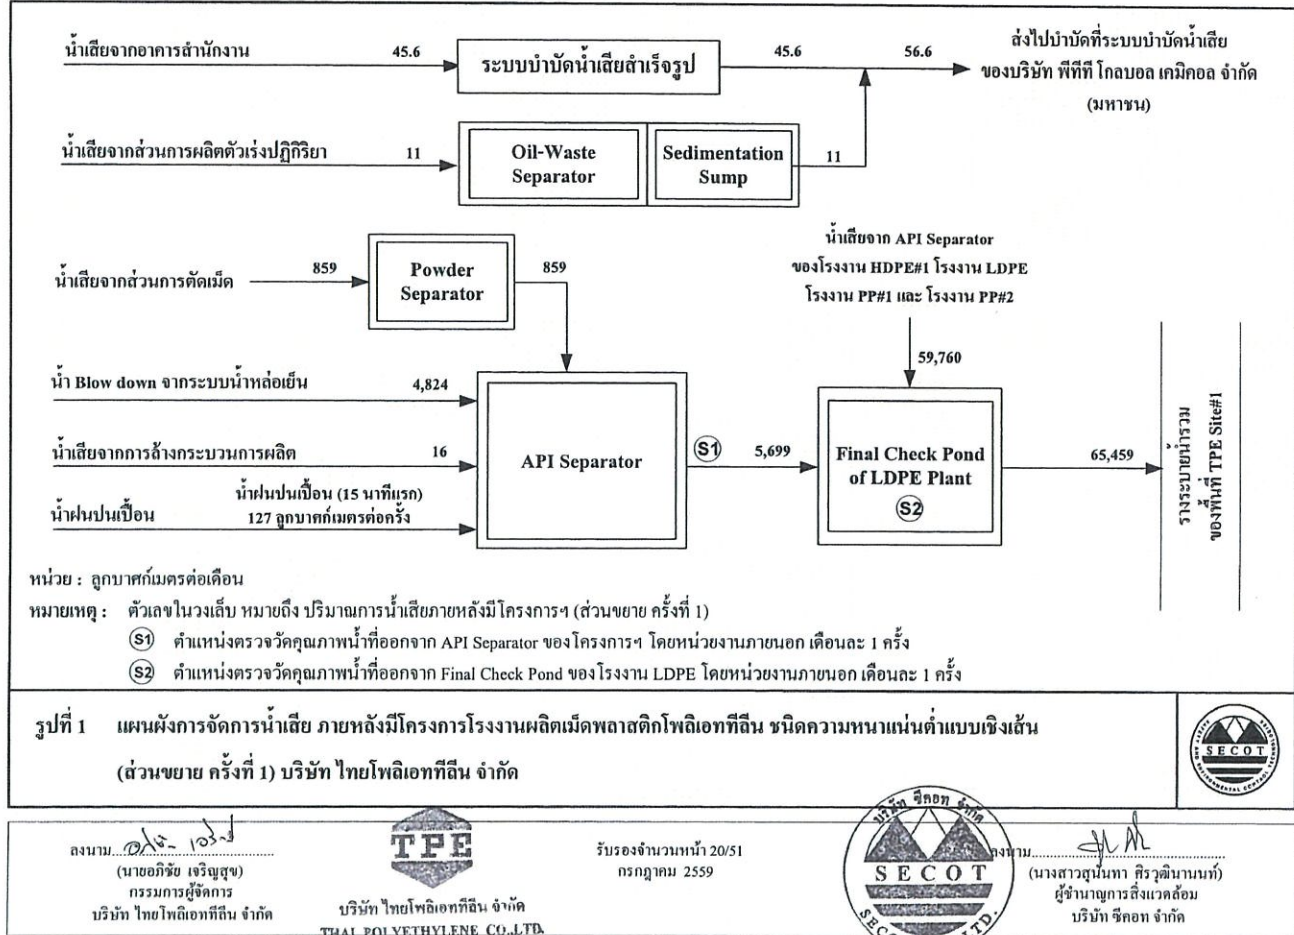 น้ำเสียจากอาคารสำนักงาน 45.6 ระบบบำบัดน้ำเสียสำเร็จรูป 45.6 56.6
ส่งไปบำบัดที่ระบบบำบัดน้ำเสีย
ของบริษัท พีทีที โกลบอล เคมิคอล จำกัด
(มหาชน)
น้ำเสียจากส่วนการผลิตตัวเร่งปฏิกิริยา 11
Oil-Waste
Separator
Sedimentation
Sump
11
น้ำเสียจากส่วนการตัดเม็ด 859
Powder
Separator
859
น้ำเสียจาก API Separator
ของโรงงาน HDPE#1 โรงงาน LDPE
โรงงาน PP#1 และ โรงงาน PP#2
59,760
น้ำ Blow down จากระบบน้ำหล่อเย็น 4,824
น้ำเสียจากการล้างกระบวนการผลิต 16
น้ำฝนปนเปื้อน
น้ำฝนปนเปื้อน (15 นาทีแรก)
127 ลูกบาศก์เมตรต่อครั้ง
API Separator
S1 5,699
Final Check Pond
of LDPE Plant
S2
65,459
รางระบายน้ำรวม
ของพื้นที่ TPE Site#1
หน่วย : ลูกบาศก์เมตรต่อเดือน
หมายเหตุ : ตัวเลขในวงเล็บ หมายถึง ปริมาณการน้ำเสียภายหลังมีโครงการฯ (ส่วนขยาย ครั้งที่ 1)
S1 ตำแหน่งตรวจวัดคุณภาพน้ำที่ออกจาก API Separator ของโครงการฯ โดยหน่วยงานภายนอก เดือนละ 1 ครั้ง
S2 ตำแหน่งตรวจวัดคุณภาพน้ำที่ออกจาก Final Check Pond ของโรงงาน LDPE โดยหน่วยงานภายนอก เดือนละ 1 ครั้ง
รูปที่ 1 แผนผังการจัดการน้ำเสีย ภายหลังมีโครงการโรงงานผลิตเม็ดพลาสติกโพลิเอททีลีน ชนิดความหนาแน่นต่ำแบบเชิงเส้น
(ส่วนขยาย ครั้งที่ 1) บริษัท ไทยโพลิเอททีลีน จำกัด
SECOT
ลงนาม
(นายอภิชัย เจริญสุข)
กรรมการผู้จัดการ
บริษัท ไทยโพลิเอททีลีน จำกัด
TPE
บริษัท ไทยโพลิเอททีลีน จำกัด
THAI POLYETHYLENE CO.,LTD.
รับรองจำนวนหน้า 20/51
กรกฎาคม 2559
บริษัท ซีคอท จำกัด
SECOT
SECOT CO., LTD.
ลงนาม
(นางสาวสุนันทา ศิรวุฒินานนท์)
ผู้ชำนาญการสิ่งแวดล้อม
บริษัท ซีคอท จำกัด